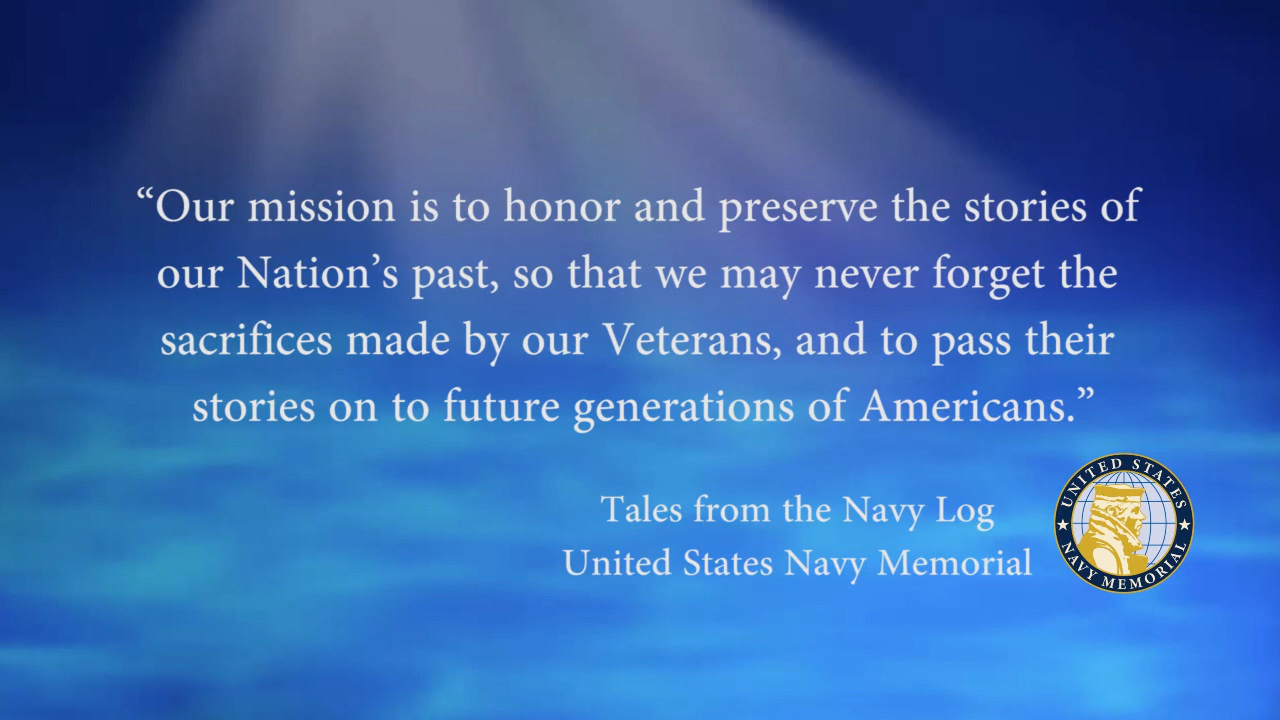 “Our mission is to honor and preserve the stories of
our Nation’s past, so that we may never forget the
sacrifices made by our Veterans, and to pass their
stories on to future generations of Americans.”
Tales from the Navy Log
United States Navy Memorial
UNITED STATES
NAVY MEMORIAL